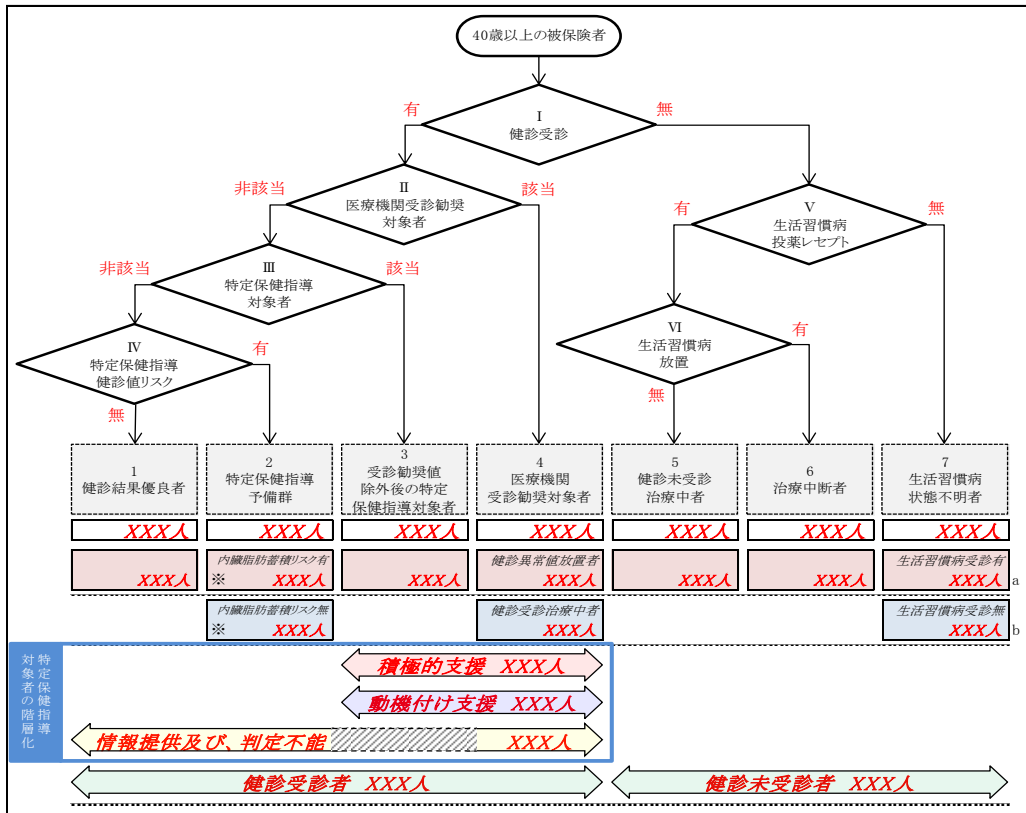 40歳以上の被保険者
有
Ⅰ
健診受診
無
非該当
Ⅱ
医療機関受診勧奨
対象者
該当
有
Ⅴ
生活習慣病
投薬レセプト
無
非該当
Ⅲ
特定保健指導
対象者
該当
Ⅳ
特定保健指導
健診値リスク
有
無
Ⅵ
生活習慣病
放置
有
無
1
健診結果優良者
2
特定保健指導
予備群
3
受診勧奨値
除外後の特定
保健指導対象者
4
医療機関
受診勧奨対象者
5
健診未受診
治療中者
6
治療中断者
7
生活習慣病
状態不明者
XXX人
XXX人
XXX人
XXX人
XXX人
XXX人
XXX人
XXX人
内臓脂肪蓄積リスク有
※ XXX人
XXX人
健診異常値放置者
XXX人
XXX人
XXX人
生活習慣病受診有
XXX人
a
内臓脂肪蓄積リスク無
※ XXX人
健診受診治療中者
XXX人
生活習慣病受診無
XXX人
b
特定保健指導
対象者の階層化
積極的支援 XXX人
動機付け支援 XXX人
情報提供及び、判定不能 XXX人
健診受診者 XXX人
健診未受診者 XXX人